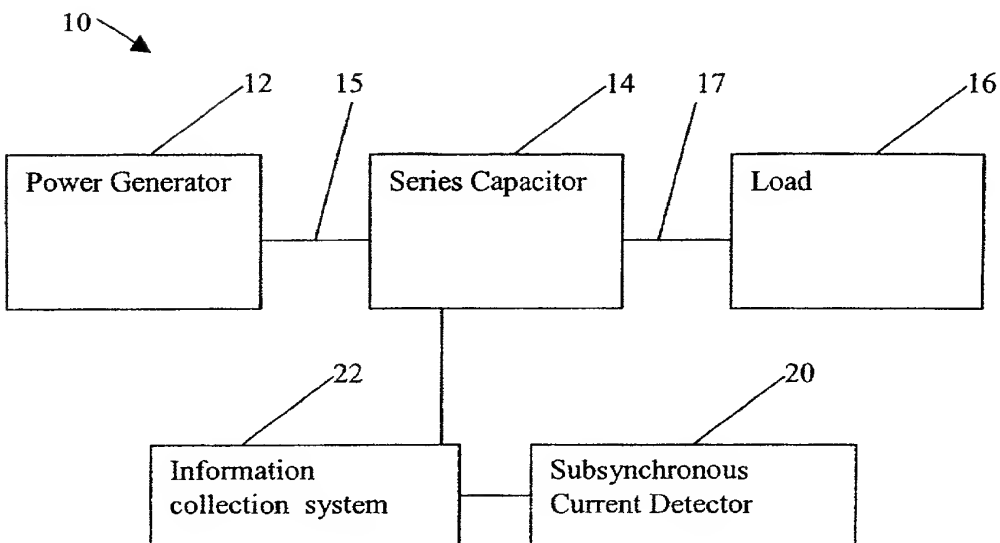 10
12
15
14
17
16
Power Generator
Series Capacitor
Load
22
20
Information
collection system
Subsynchronous
Current Detector